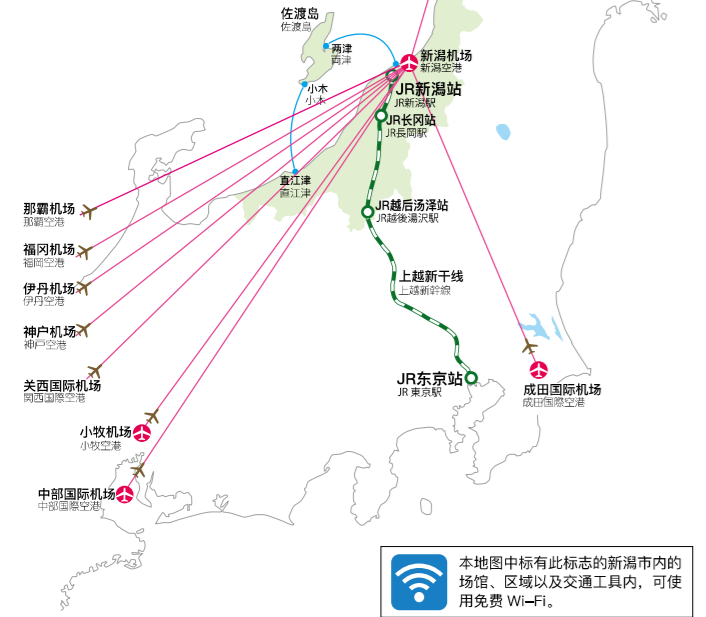 佐渡岛
佐渡島
两津
両津
小木
小木
新潟机场
新潟空港
JR新潟站
JR新潟駅
JR长冈站
JR長岡駅
直江津
直江津
那霸机场
那覇空港
JR越后汤泽站
JR越後湯沢駅
福冈机场
福岡空港
伊丹机场
伊丹空港
上越新干线
上越新幹線
神户机场
神戸空港
关西国际机场
関西国際空港
JR东京站
JR 東京駅
成田国际机场
成田国際空港
小牧机场
小牧空港
中部国际机场
中部国際空港
本地图中标有此标志的新潟市内的
场馆、区域以及交通工具内，可使
用免费 Wi–Fi。